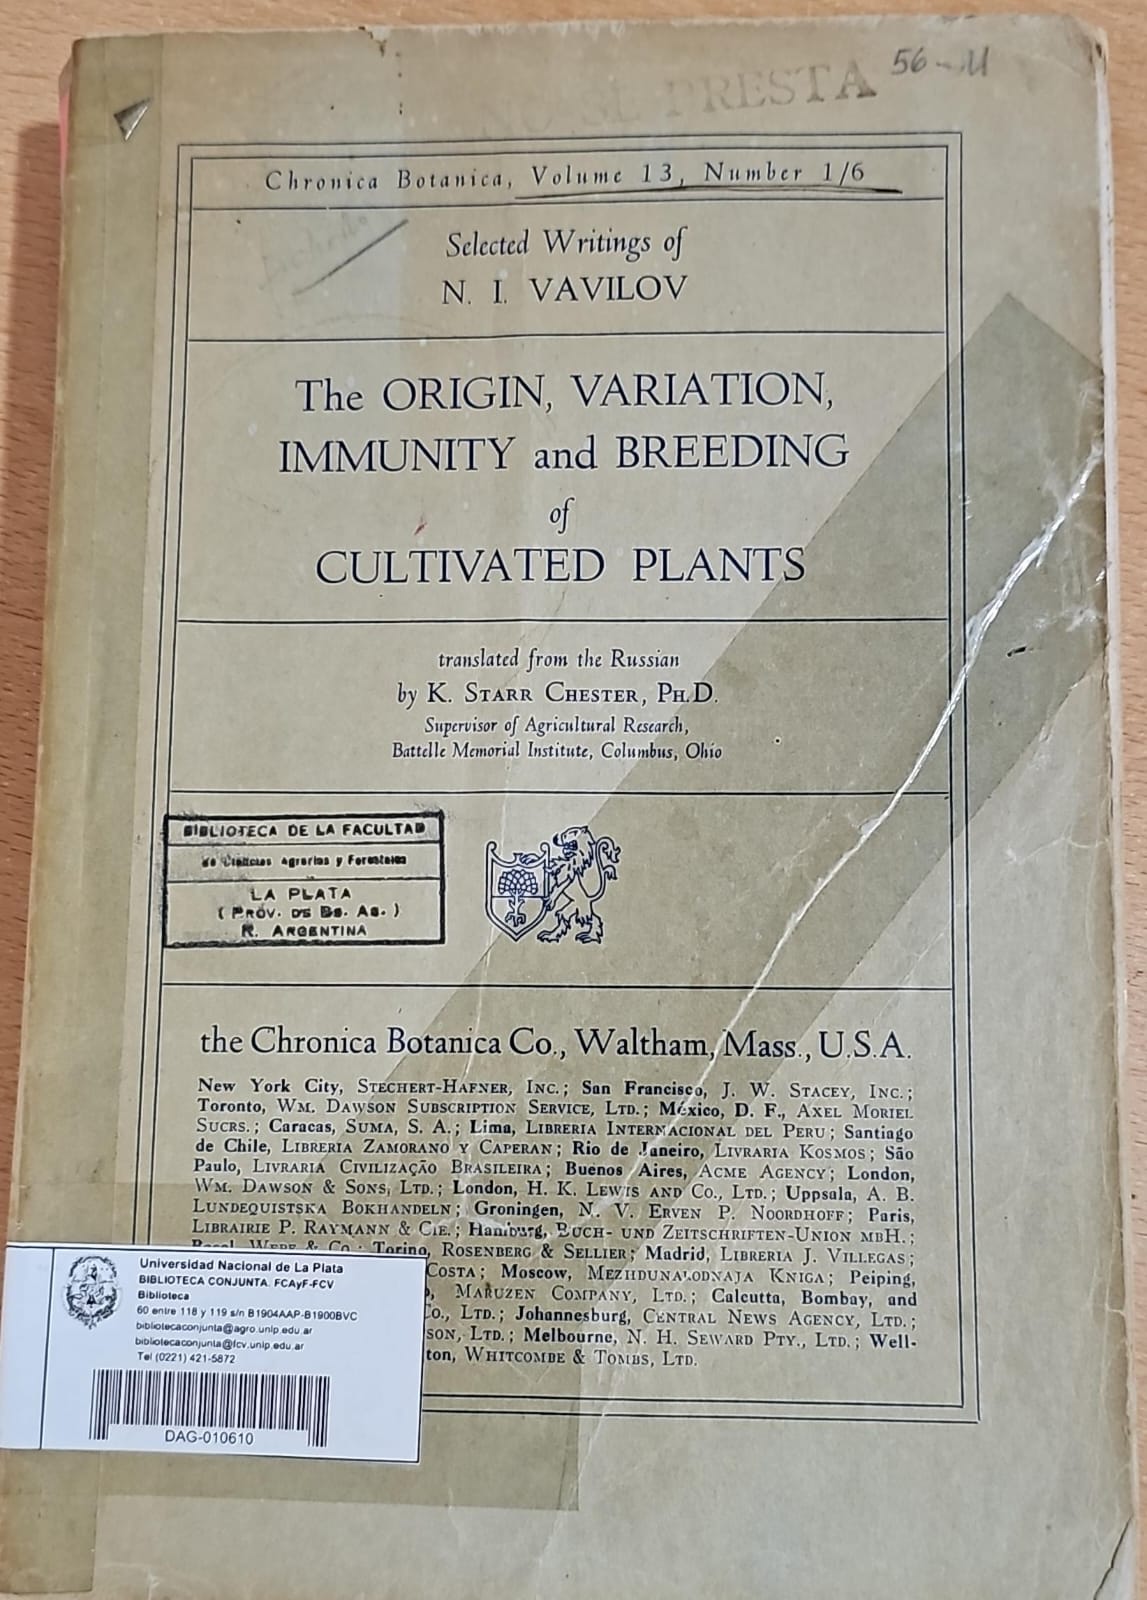 56-
NO SE PRESTA
Chronica Botanica, Volume 13, Number 1/6
Selected Writings of
N. I. VAVILOV
The ORIGIN, VARIATION,
IMMUNITY and BREEDING
of
CULTIVATED PLANTS
translated from the Russian
by K. STARR CHESTER, PH.D.
Supervisor of Agricultural Research,
Battelle Memorial Institute, Columbus, Ohio
BIBLIOTECA DE LA FACULTAD
de Ciencias Agrarias y Forestales
LA PLATA
(PROV. DE Bs. As.)
R. ARGENTINA
the Chronica Botanica Co., Waltham, Mass., U.S.A.
New York City, STECHERT-HAFNER, INC.; San Francisco, J. W. STACEY, INC.;
Toronto, WM. DAWSON SUBSCRIPTION SERVICE, LTD.; México, D. F., AXEL MORIEL
SUCRS.; Caracas, SUMA, S. A.; Lima, LIBRERIA INTERNACIONAL DEL PERU; Santiago
de Chile, LIBRERIA ZAMORANO Y CAPERAN; Rio de Janeiro, LIVRARIA KOSMOS; São
Paulo, LIVRARIA CIVILIZAÇÃO BRASILEIRA; Buenos Aires, ACME AGENCY; London,
WM. DAWSON & SONS, LTD.; London, H. K. LEWIS AND CO., LTD.; Uppsala, A. B.
LUNDEQUISTSKA BOKHANDELN; Groningen, N. V. ERVEN P. NOORDHOFF; Paris,
LIBRAIRIE P. RAYMANN & CIE.; Hamburg, BUCH- UND ZEITSCHRIFTEN-UNION MBH.;
Basel, WEPF & CO.; Torino, ROSENBERG & SELLIER; Madrid, LIBRERIA J. VILLEGAS;
COSTA; Moscow, MEZHDUNARODNAJA KNIGA; Peiping,
MARUZEN COMPANY, LTD.; Calcutta, Bombay, and
CO., LTD.; Johannesburg, CENTRAL NEWS AGENCY, LTD.;
SON, LTD.; Melbourne, N. H. SEWARD PTY., LTD.; Well-
ton, WHITCOMBE & TOMBS, LTD.
Universidad Nacional de La Plata
BIBLIOTECA CONJUNTA FCAyF-FCV
Biblioteca
60 entre 118 y 119 s/n B1904AAP-B1900BVC
bibliotecaconjunta@agro.unlp.edu.ar
bibliotecaconjunta@fcv.unlp.edu.ar
Tel (0221) 421-5872
DAG-010610